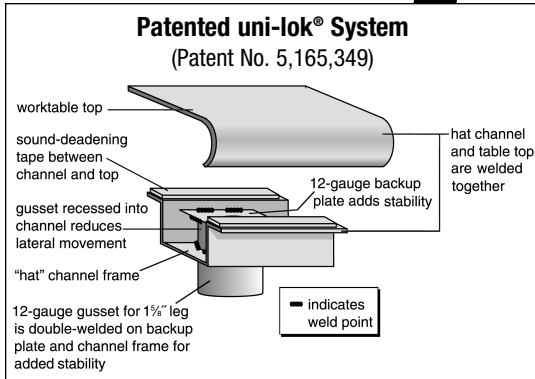 Patented uni-lok® System
(Patent No. 5,165,349)
worktable top
sound-deadening
tape between
channel and top
gusset recessed into
channel reduces
lateral movement
“hat” channel frame
12-gauge gusset for 1⅝˝ leg
is double-welded on backup
plate and channel frame for
added stability
12-gauge backup
plate adds stability
hat channel
and table top
are welded
together
indicates
weld point